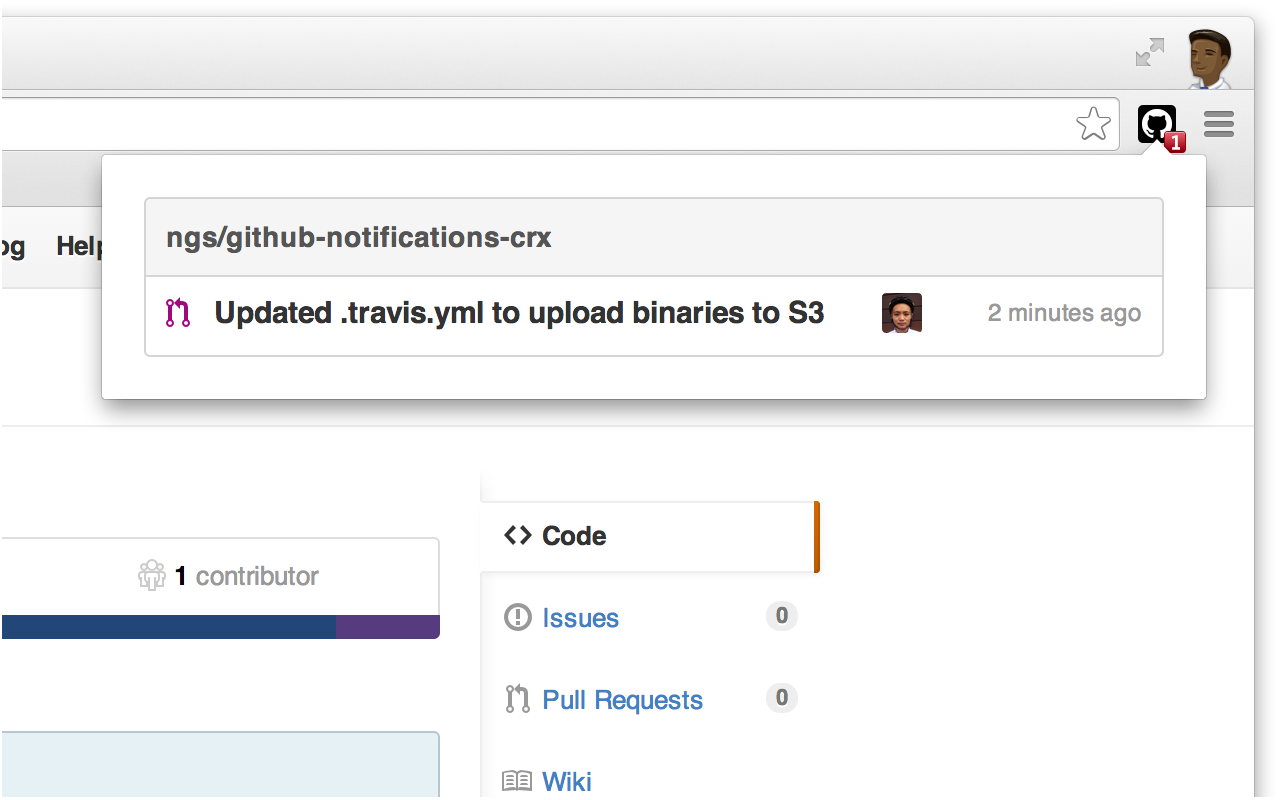 1
ngs/github-notifications-crx
og Help
Updated .travis.yml to upload binaries to S3 2 minutes ago
Code
1 contributor
Issues 0
Pull Requests 0
Wiki